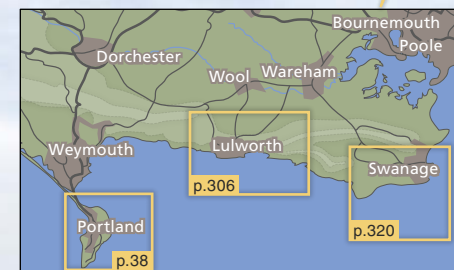 Bournemouth
Poole
Dorchester
Wool
Wareham
Weymouth
Lulworth
Swanage
p.306
p.320
Portland
p.38